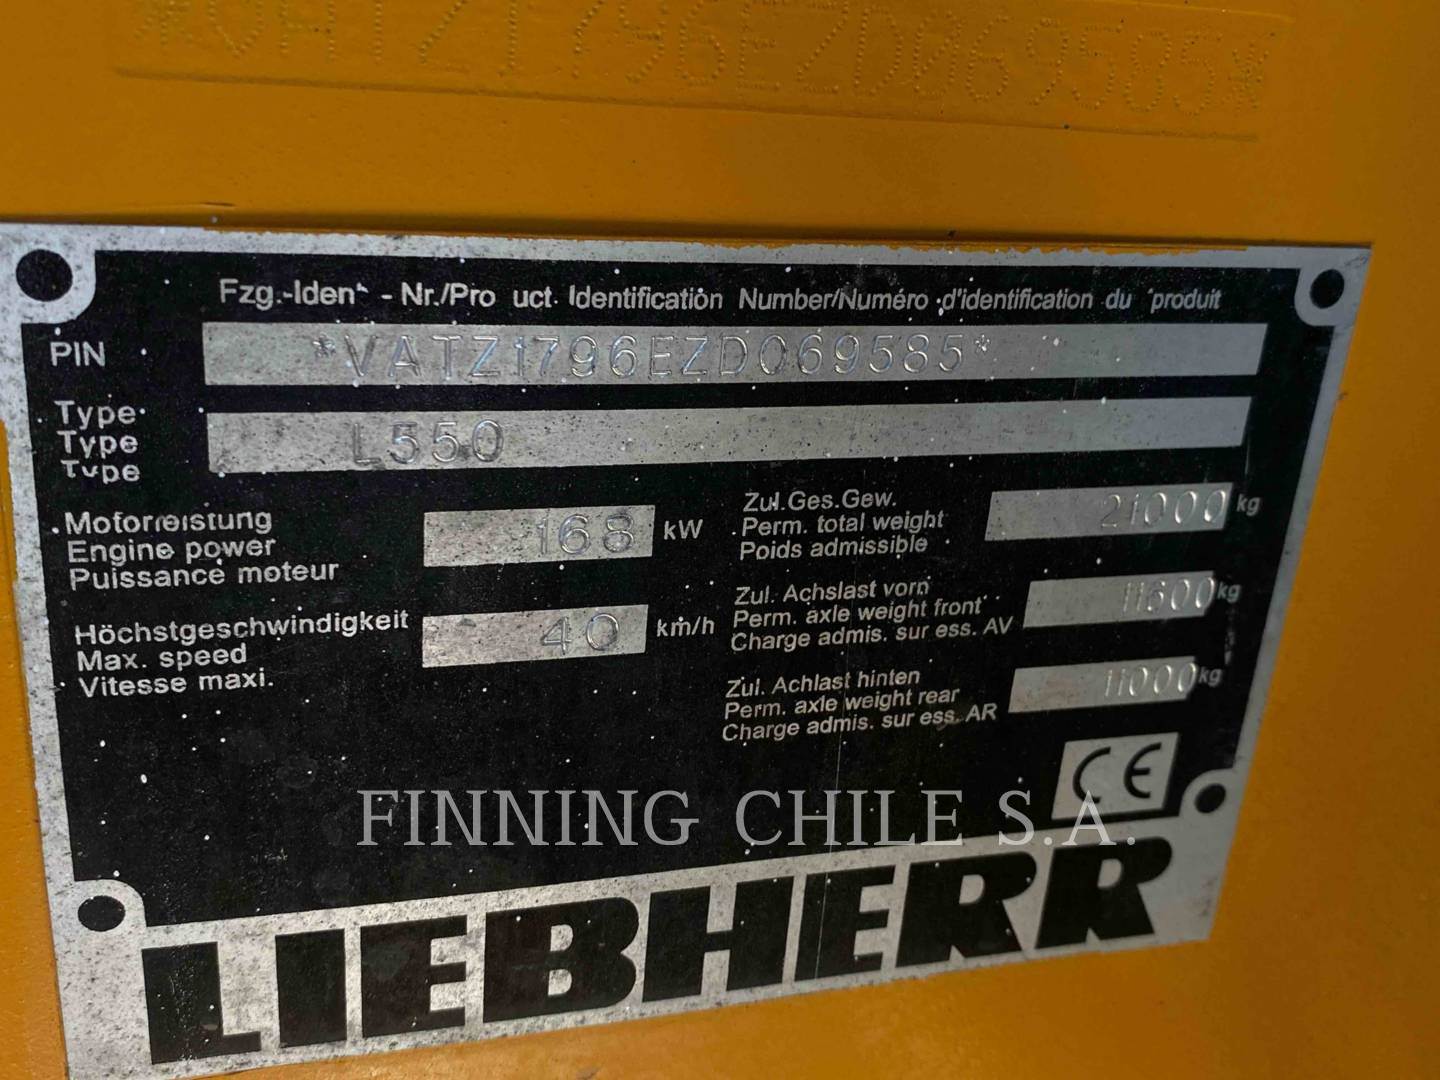 Fzg.-Ident - Nr./Pro uct Identification Number/Numéro d'identification du produit
PIN *VATZ1796EZD069585*
Type L550
Type
Type
Motorleistung 168 kW
Engine power
Puissance moteur
Höchstgeschwindigkeit 40 km/h
Max. speed
Vitesse maxi.
Zul.Ges.Gew. 21000 kg
Perm. total weight
Poids admissible
Zul. Achslast vorn 11600 kg
Perm. axle weight front
Charge admis. sur ess. AV
Zul. Achlast hinten 11000 kg
Perm. axle weight rear
Charge admis. sur ess. AR
CE
FINNING CHILE S.A.
LIEBHERR